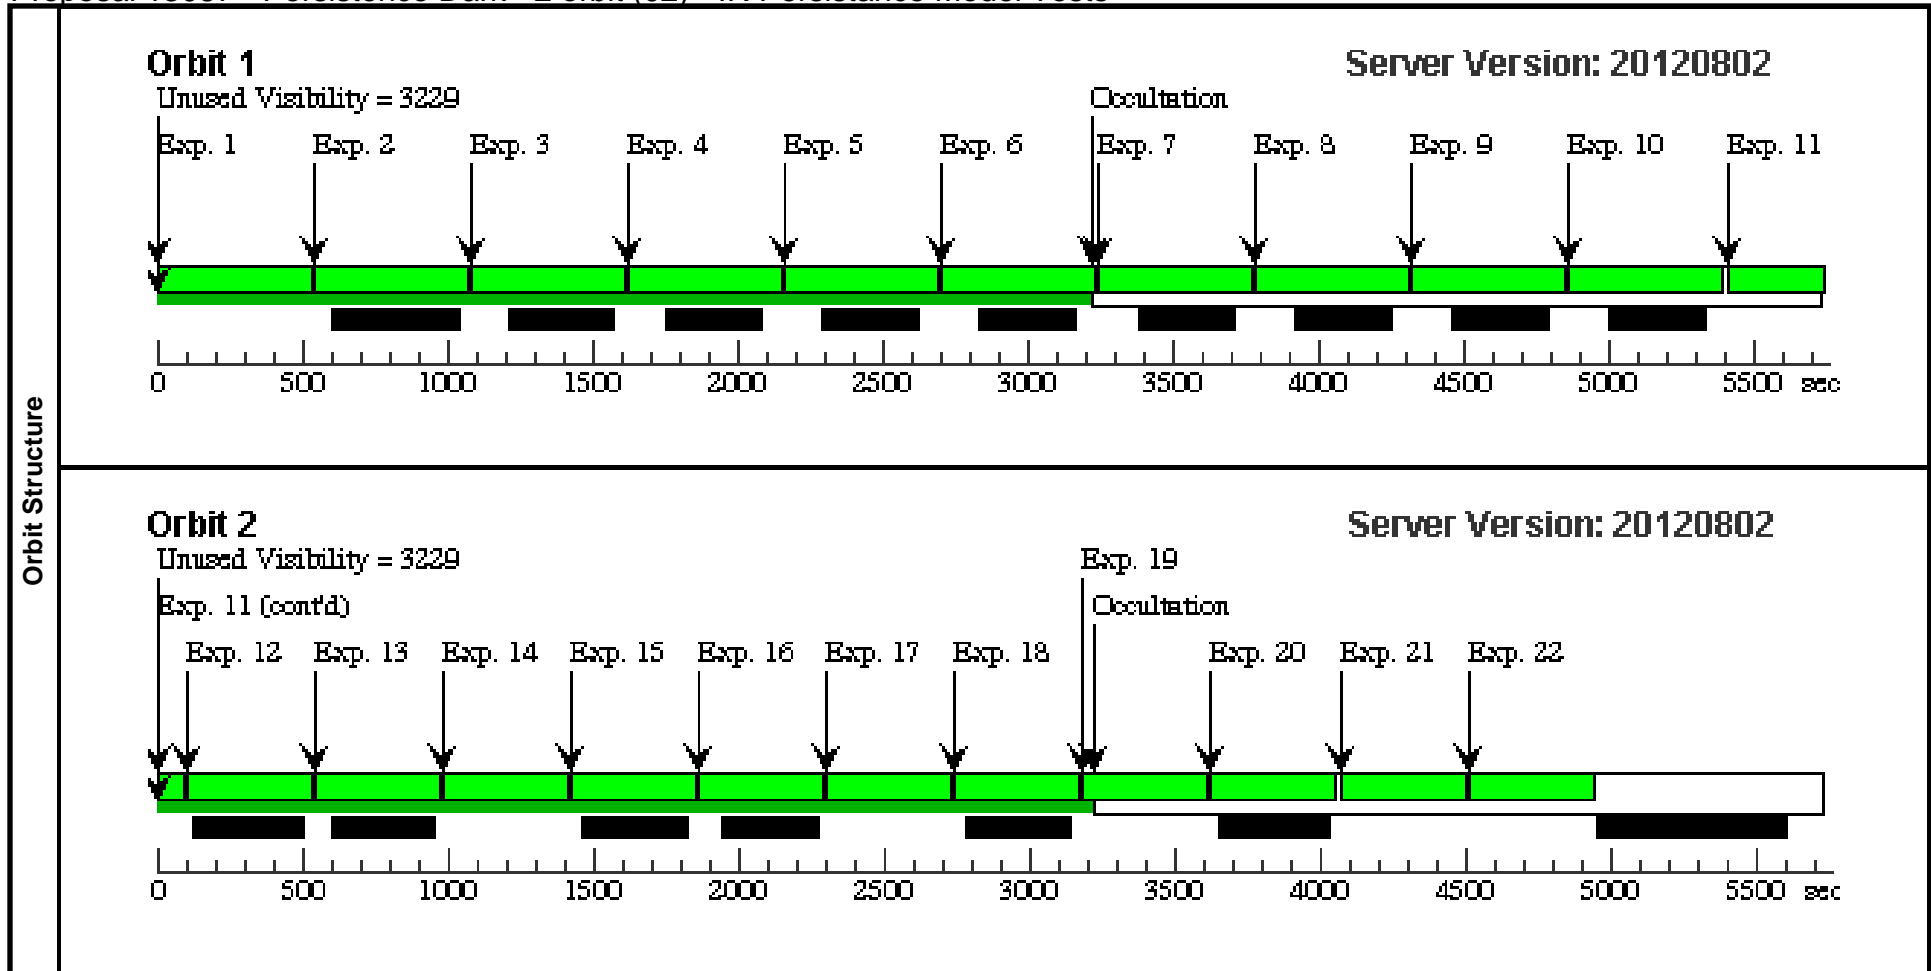 Orbit Structure
Orbit 1
Server Version: 20120802
Unused Visibility = 3229
Occultation
Exp. 1 Exp. 2 Exp. 3 Exp. 4 Exp. 5 Exp. 6 Exp. 7 Exp. 8 Exp. 9 Exp. 10 Exp. 11
0 500 1000 1500 2000 2500 3000 3500 4000 4500 5000 5500 sec
Orbit 2
Server Version: 20120802
Unused Visibility = 3229
Exp. 19
Exp. 11 (cont'd)
Occultation
Exp. 12 Exp. 13 Exp. 14 Exp. 15 Exp. 16 Exp. 17 Exp. 18 Exp. 20 Exp. 21 Exp. 22
0 500 1000 1500 2000 2500 3000 3500 4000 4500 5000 5500 sec